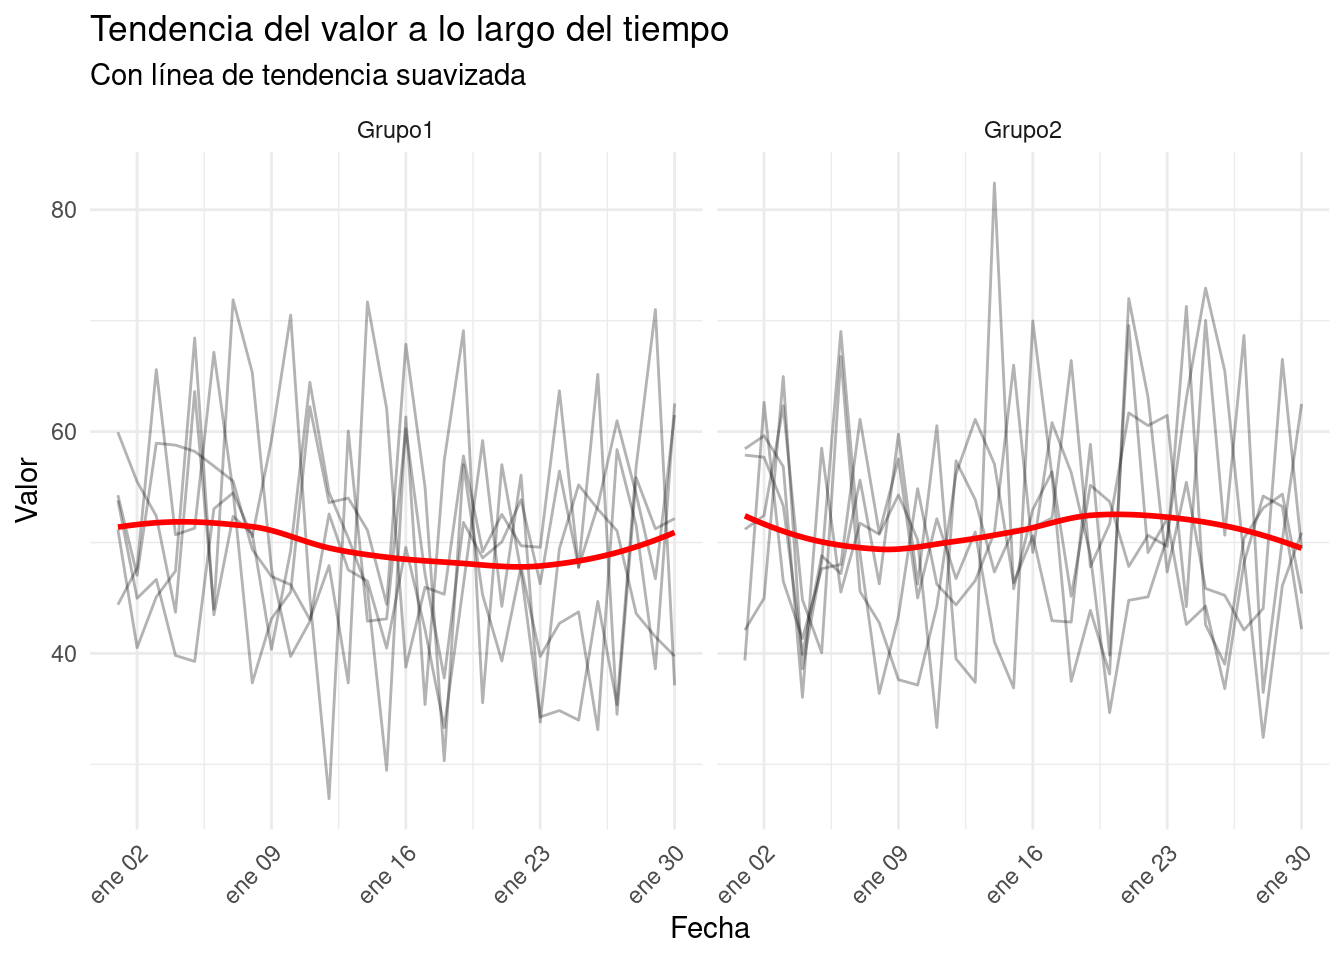 Tendencia del valor a lo largo del tiempo
Con línea de tendencia suavizada
Grupo1
Grupo2
80
60
40
Valor
ene 02
ene 09
ene 16
ene 23
ene 30
ene 02
ene 09
ene 16
ene 23
ene 30
Fecha